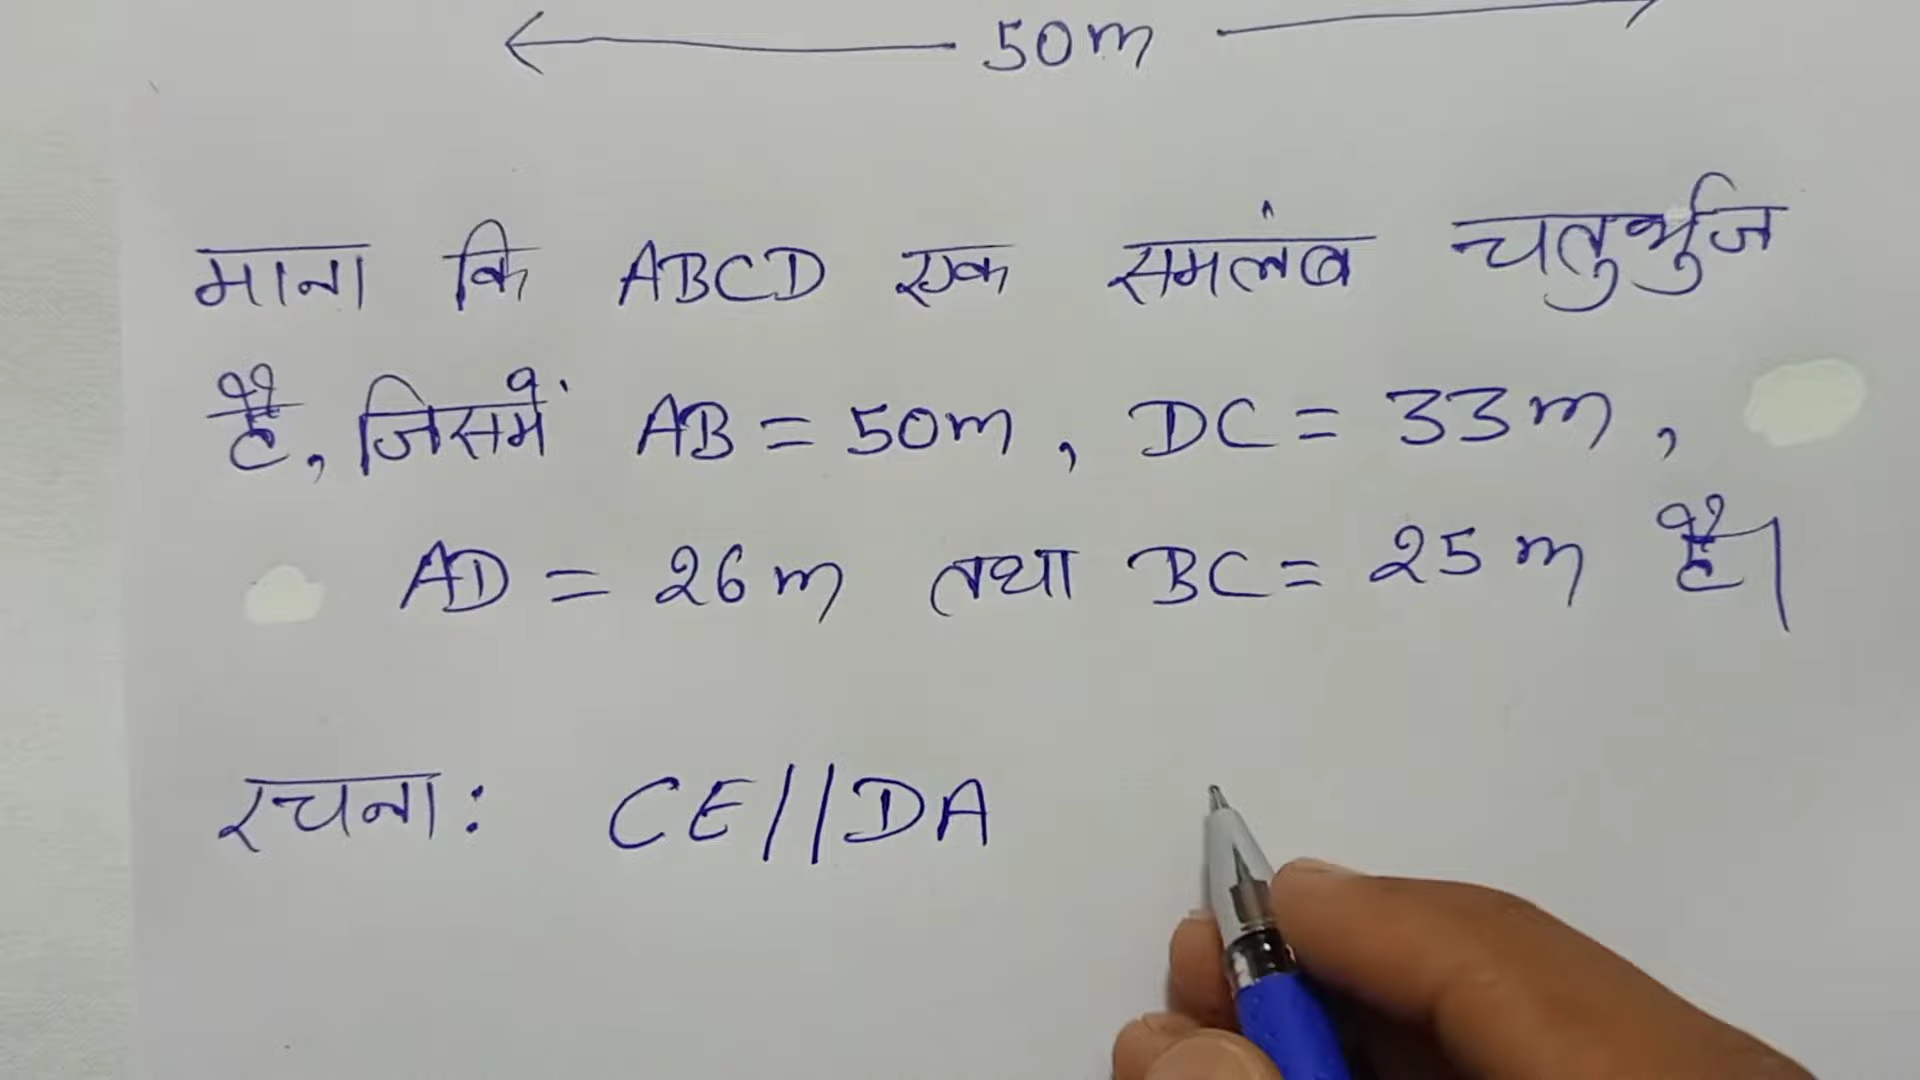 50m
माना कि ABCD एक समलंब चतुर्भुज
है, जिसमें AB = 50m, DC = 33m,
AD = 26m तथा BC = 25m है।
रचना: CE//DA